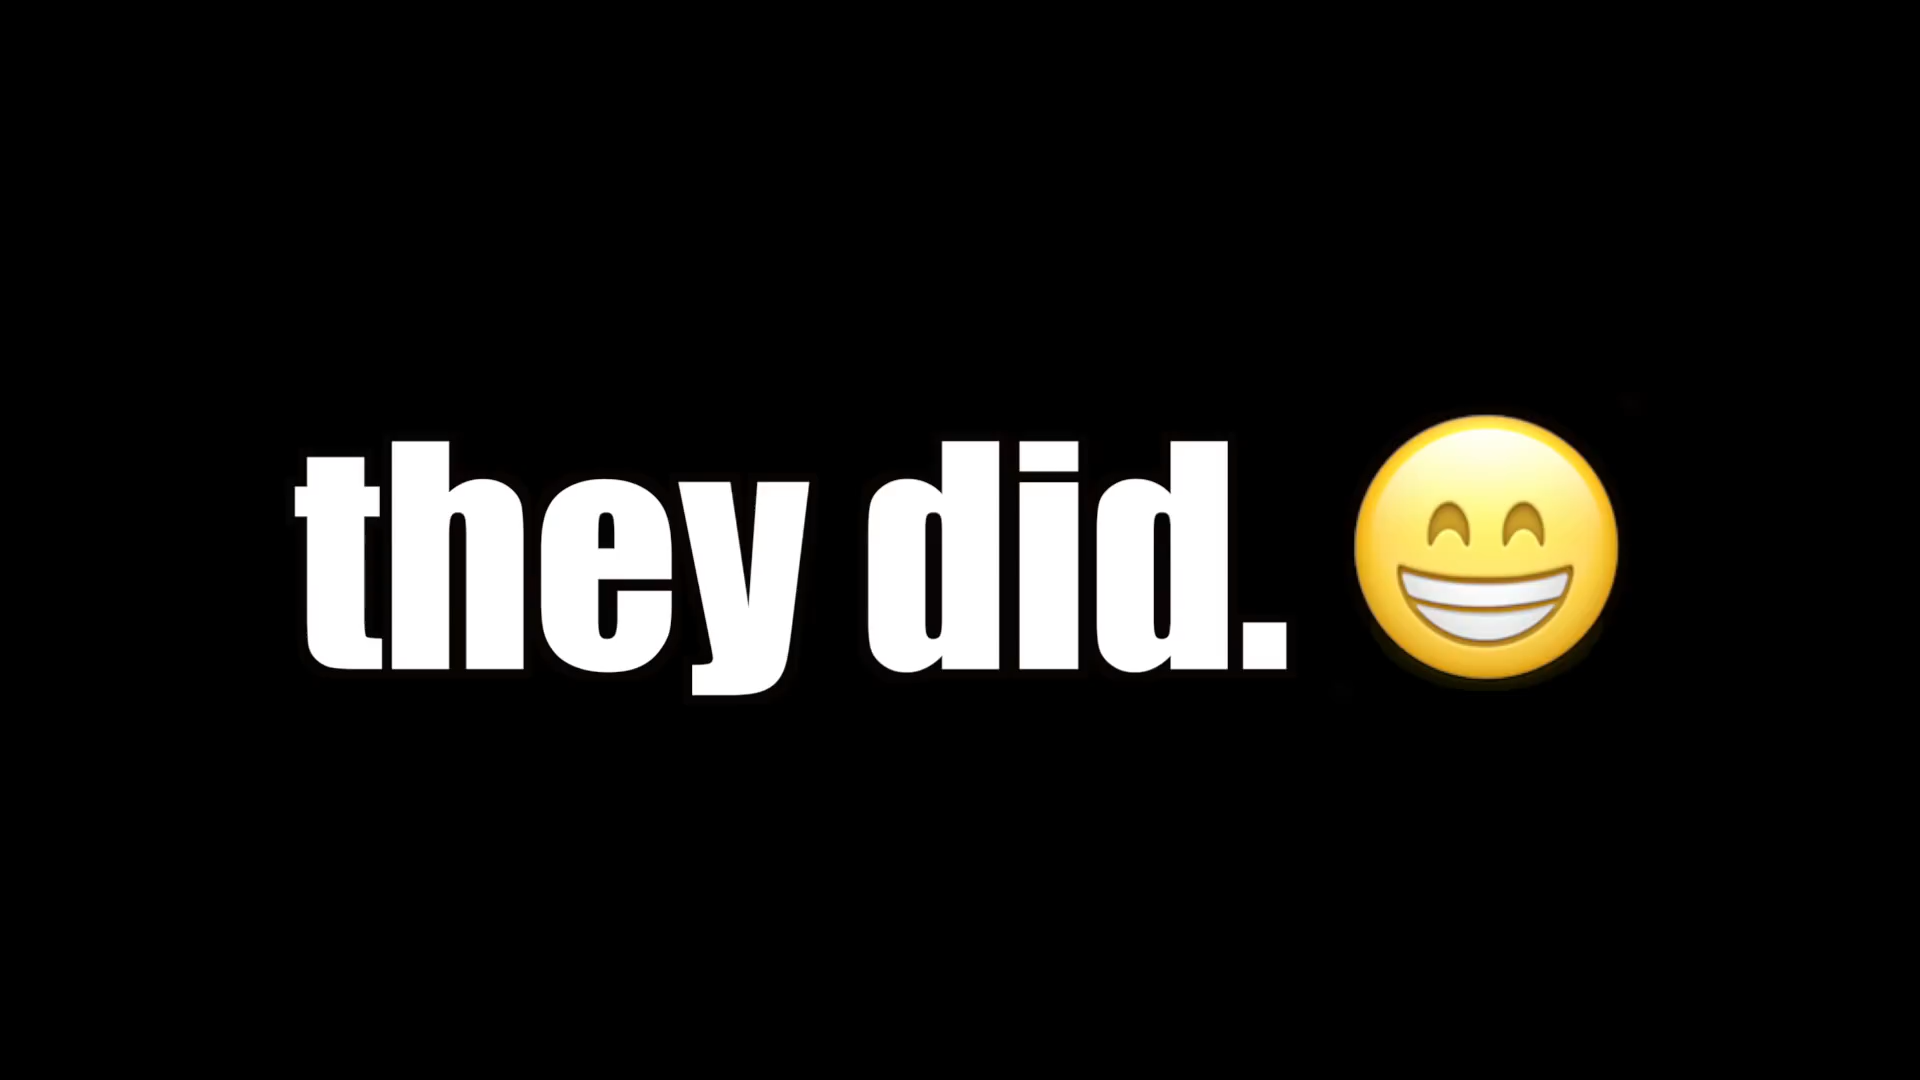 they did. 😁